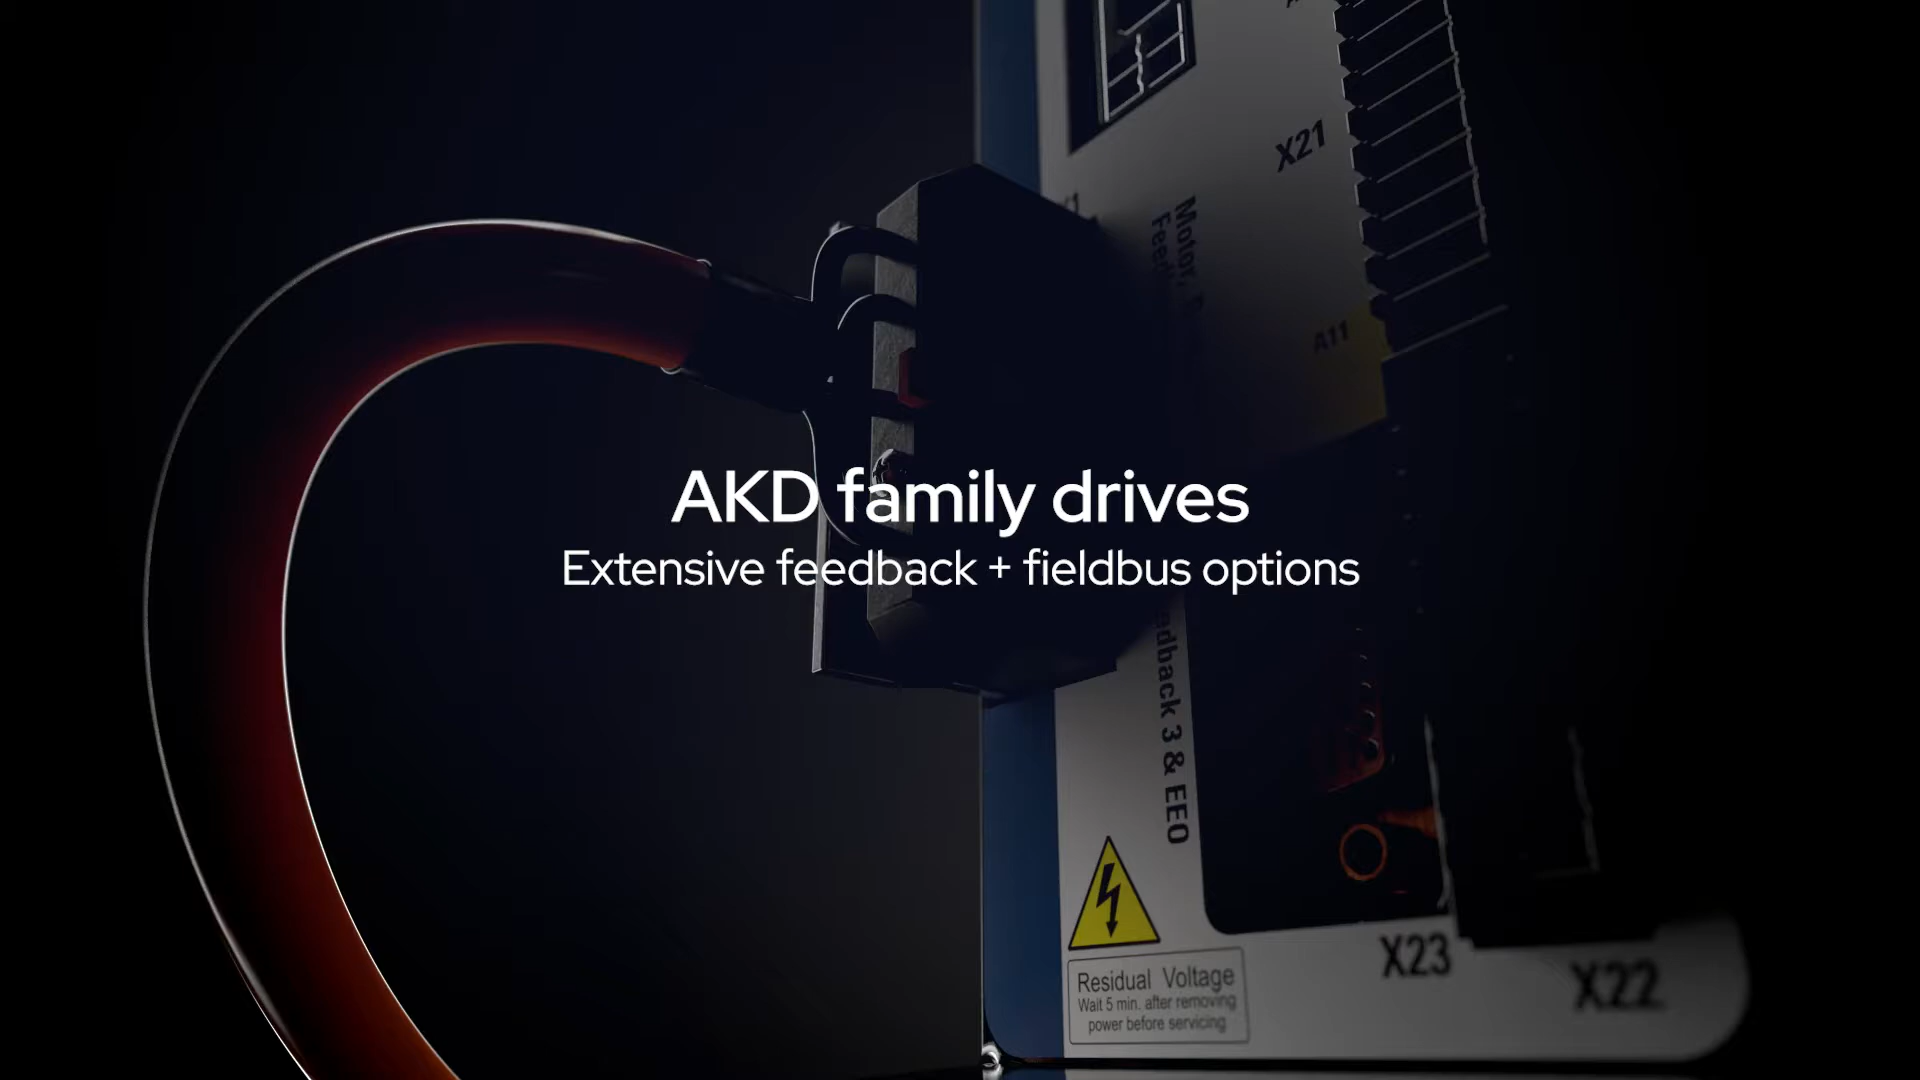 AKD family drives
Extensive feedback + fieldbus options
X21
A11
Feedback 3 & EEO
X23
X22
Residual Voltage
Wait 5 min. after removing
power before servicing